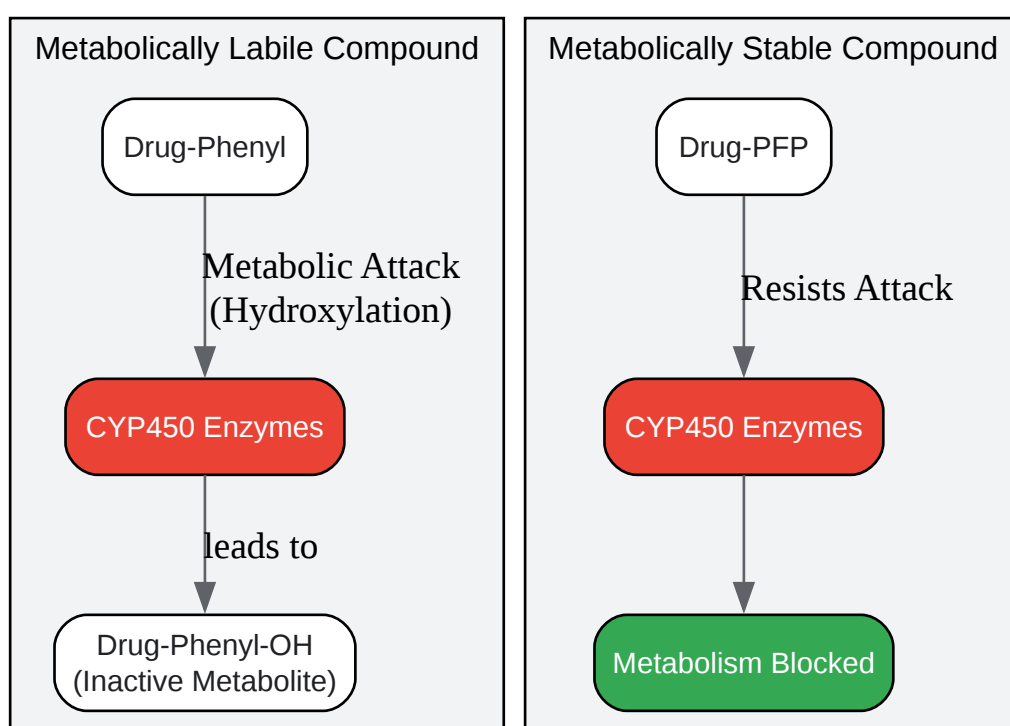 Metabolically Labile Compound
Drug-Phenyl
Metabolic Attack
(Hydroxylation)
CYP450 Enzymes
leads to
Drug-Phenyl-OH
(Inactive Metabolite)
Metabolically Stable Compound
Drug-PFP
Resists Attack
CYP450 Enzymes
Metabolism Blocked